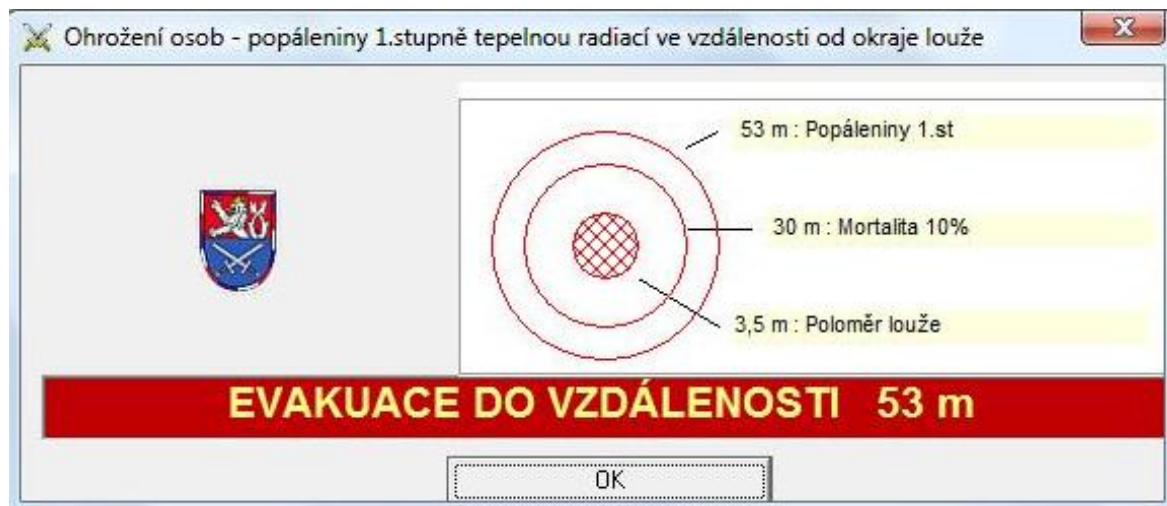 Ohrožení osob - popáleniny 1.stupně tepelnou radiací ve vzdálenosti od okraje louže
53 m : Popáleniny 1.st
30 m : Mortalita 10%
3,5 m : Poloměr louže
EVAKUACE DO VZDÁLENOSTI 53 m
OK